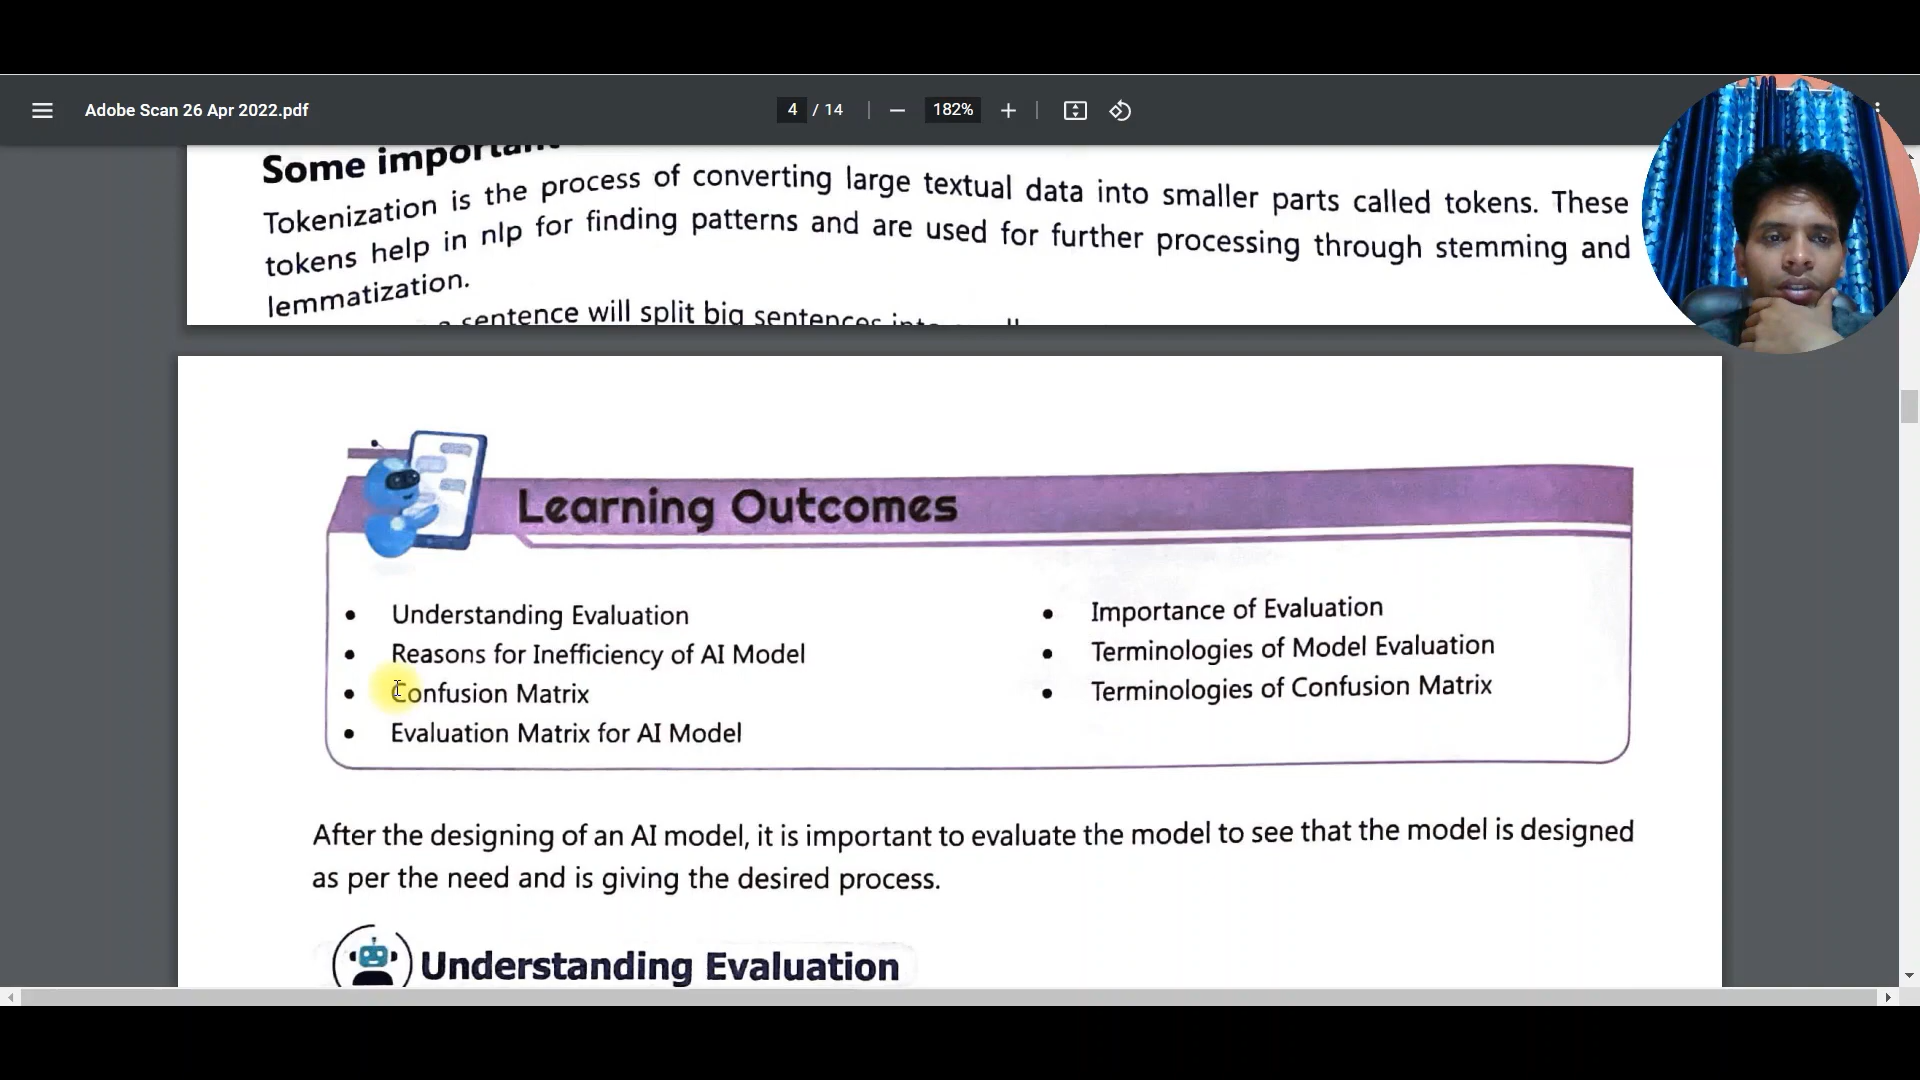 Adobe Scan 26 Apr 2022.pdf
4 / 14
182%
Some important
Tokenization is the process of converting large textual data into smaller parts called tokens. These
tokens help in nlp for finding patterns and are used for further processing through stemming and
lemmatization.
sentence will split big sentences into
Learning Outcomes
• Understanding Evaluation
• Reasons for Inefficiency of AI Model
• Confusion Matrix
• Evaluation Matrix for AI Model
• Importance of Evaluation
• Terminologies of Model Evaluation
• Terminologies of Confusion Matrix
After the designing of an AI model, it is important to evaluate the model to see that the model is designed
as per the need and is giving the desired process.
Understanding Evaluation